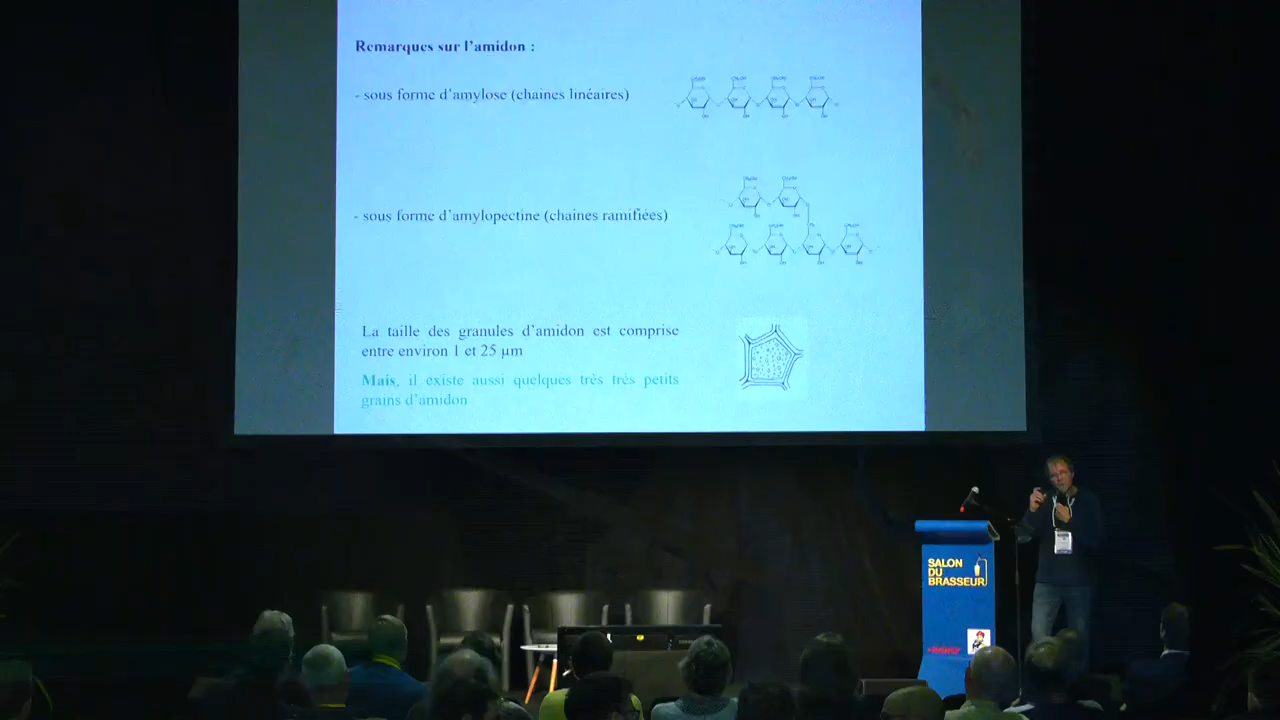 Remarques sur l'amidon :
- sous forme d'amylose (chaines linéaires)
- sous forme d'amylopectine (chaines ramifiées)
La taille des granules d'amidon est comprise
entre environ 1 et 25 µm
Mais, il existe aussi quelques très très petits
grains d'amidon
SALON
DU
BRASSEUR